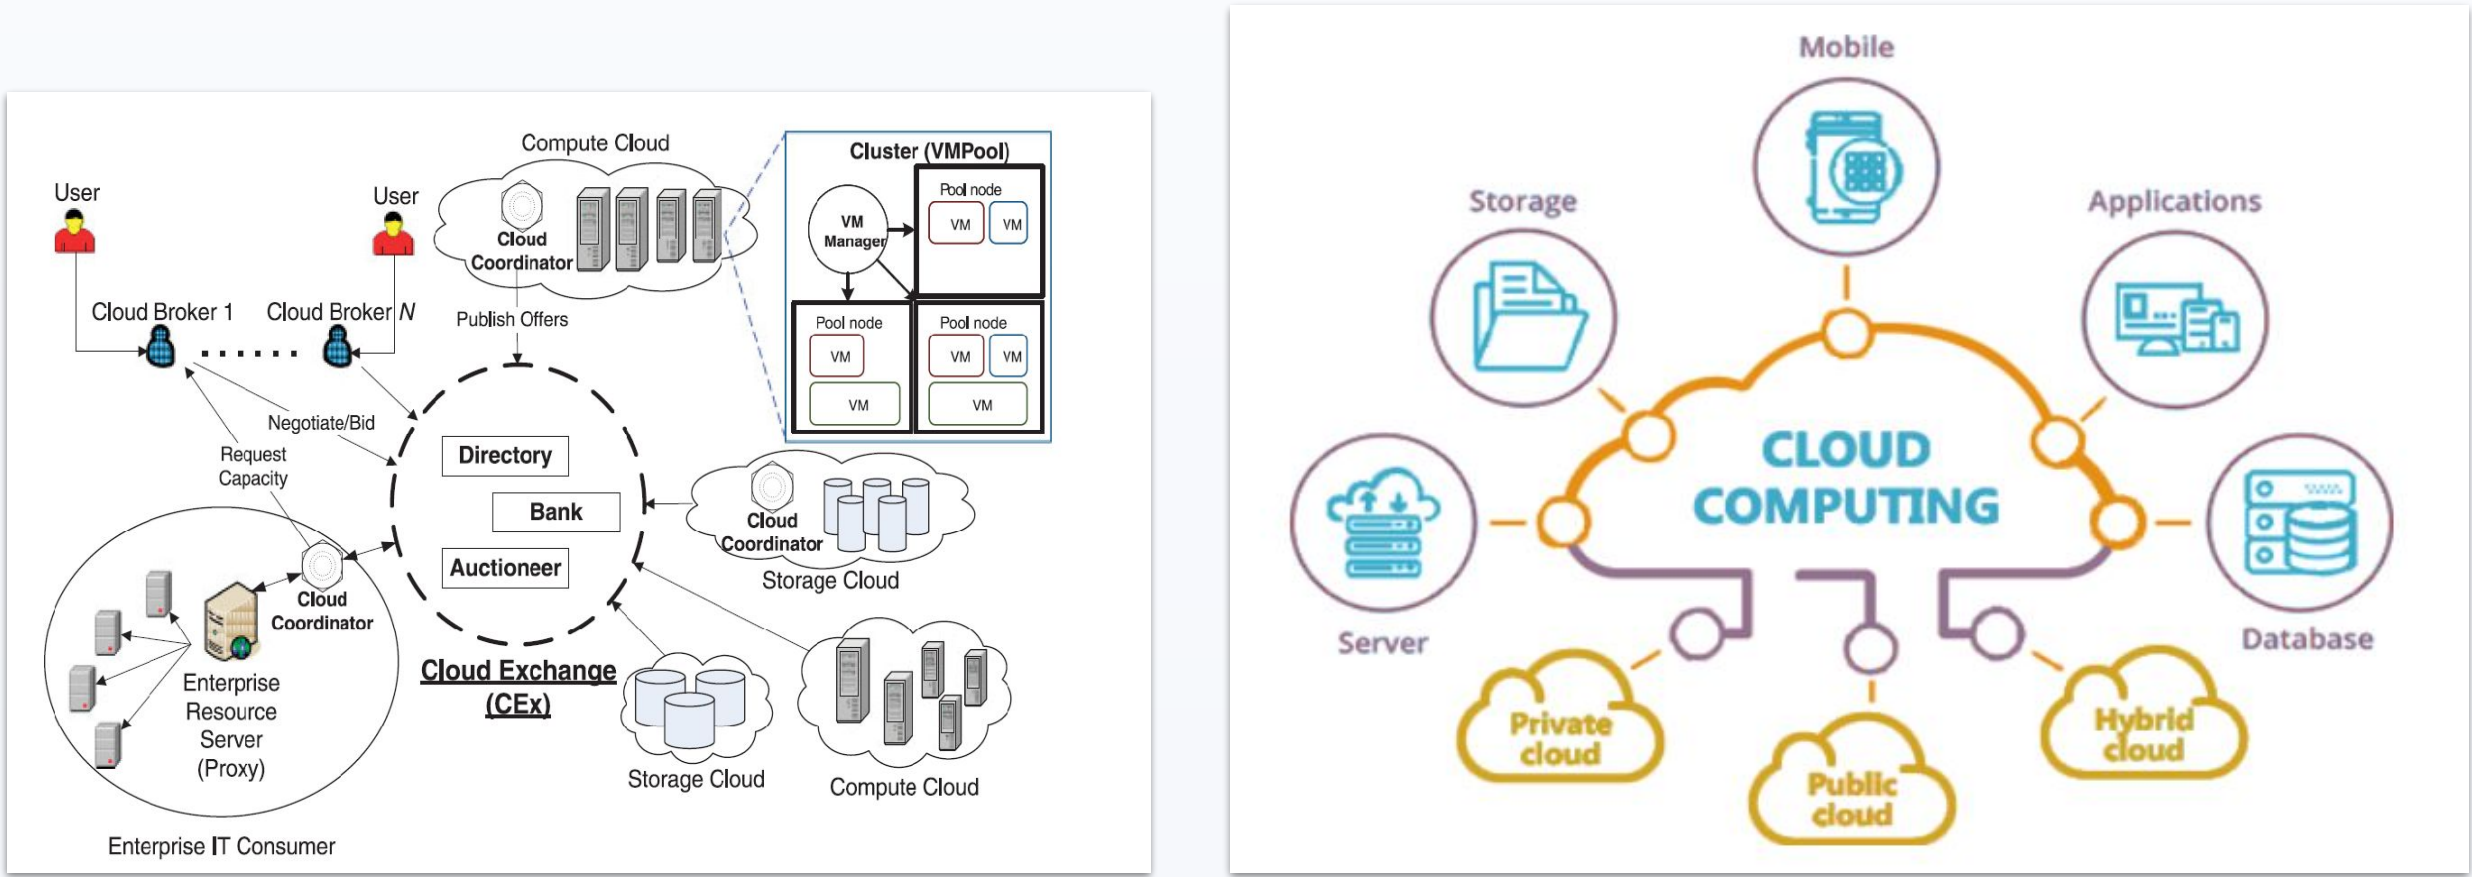 Compute Cloud
User
User
Cloud
Coordinator
Cloud Broker 1
Cloud Broker N
Publish Offers
Cluster (VMPool)
VM
Manager
Pool node
VM
VM
Pool node
VM
VM
Pool node
VM
VM
VM
Negotiate/Bid
Request
Capacity
Directory
Bank
Auctioneer
Cloud Exchange
(CEx)
Cloud
Coordinator
Storage Cloud
Cloud
Coordinator
Enterprise
Resource
Server
(Proxy)
Enterprise IT Consumer
Storage Cloud
Compute Cloud
Mobile
Storage
Applications
Server
Database
CLOUD
COMPUTING
Private
cloud
Public
cloud
Hybrid
cloud